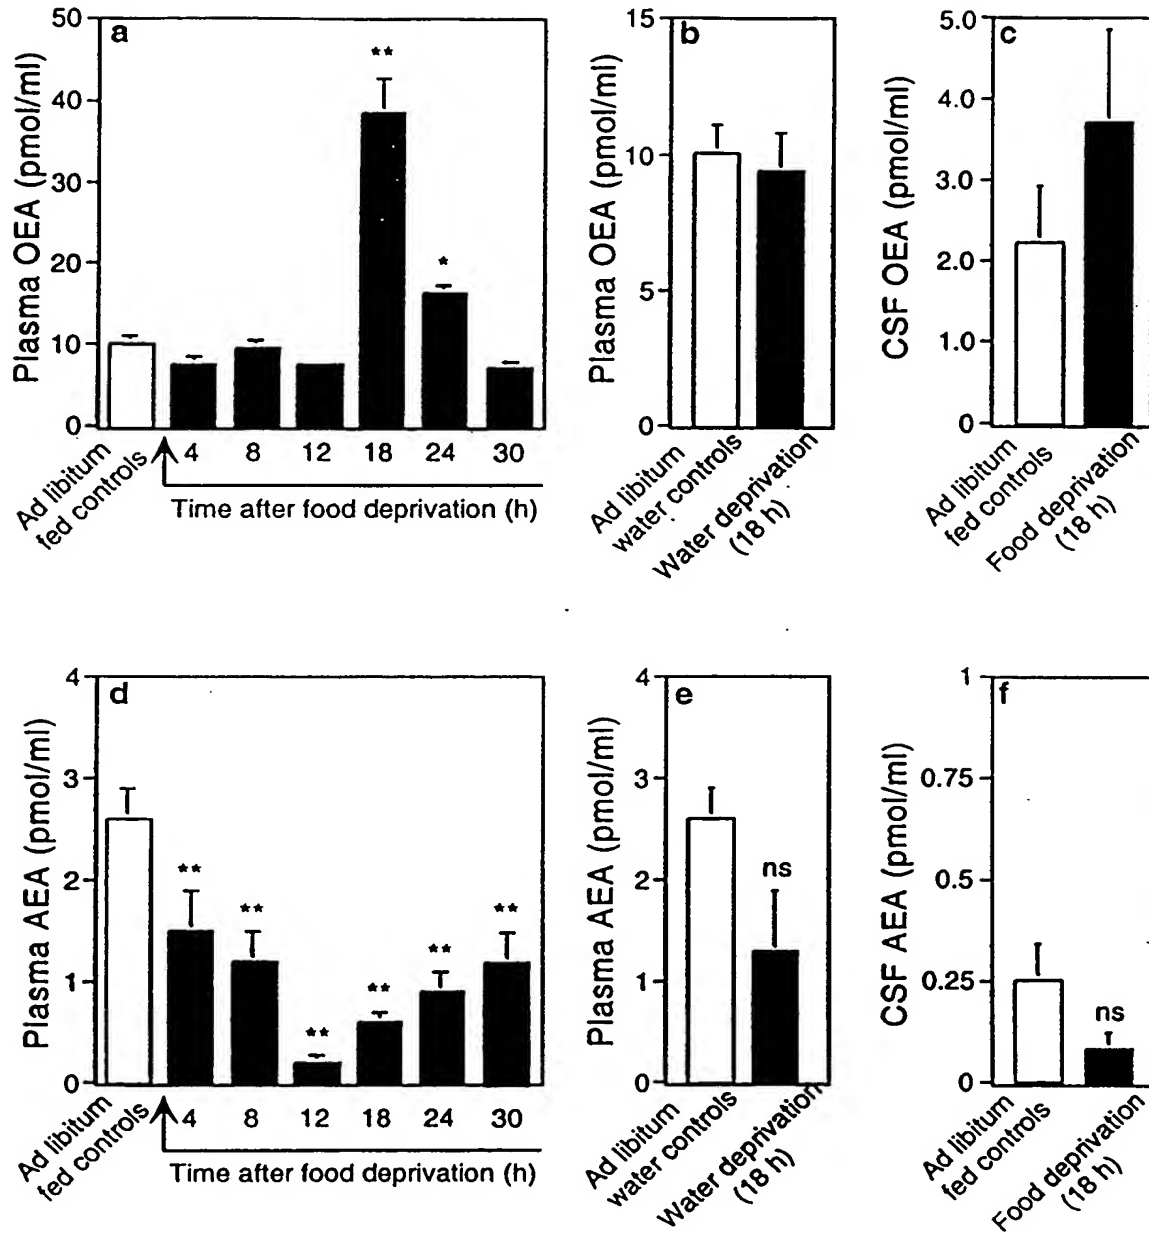 a
Plasma OEA (pmol/ml)
50
40
30
20
10
0
**
*
4 8 12 18 24 30
Ad libitum
fed controls
Time after food deprivation (h)
b
Plasma OEA (pmol/ml)
15
10
5
0
Ad libitum
water controls
Water deprivation
(18 h)
c
CSF OEA (pmol/ml)
5.0
4.0
3.0
2.0
1.0
0
Ad libitum
fed controls
Food deprivation
(18 h)
d
Plasma AEA (pmol/ml)
4
3
2
1
0
**
**
**
**
**
**
4 8 12 18 24 30
Ad libitum
fed controls
Time after food deprivation (h)
e
Plasma AEA (pmol/ml)
4
3
2
1
0
ns
Ad libitum
water controls
Water deprivation
(18 h)
f
CSF AEA (pmol/ml)
1
0.75
0.5
0.25
0
ns
Ad libitum
fed controls
Food deprivation
(18 h)